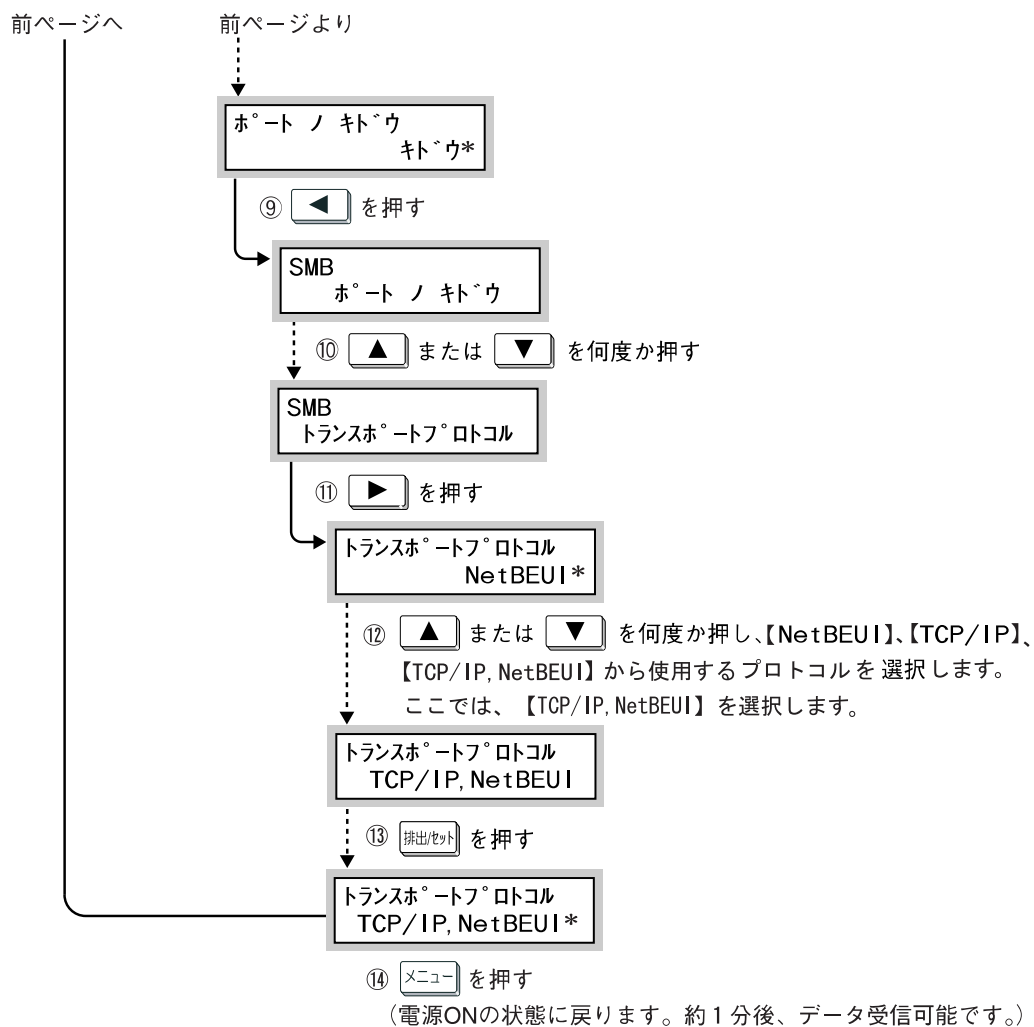 前ページへ
前ページより
ﾎﾟｰﾄ ﾉ ｷﾄﾞｳ
ｷﾄﾞｳ*
⑨ ◀ を押す
SMB
ﾎﾟｰﾄ ﾉ ｷﾄﾞｳ
⑩ ▲ または ▼ を何度か押す
SMB
ﾄﾗﾝｽﾎﾟｰﾄﾌﾟﾛﾄｺﾙ
⑪ ▶ を押す
ﾄﾗﾝｽﾎﾟｰﾄﾌﾟﾛﾄｺﾙ
NetBEUI*
⑫ ▲ または ▼ を何度か押し、【NetBEUI】、【TCP/IP】、
【TCP/IP,NetBEUI】から使用するプロトコルを選択します。
ここでは、【TCP/IP,NetBEUI】を選択します。
ﾄﾗﾝｽﾎﾟｰﾄﾌﾟﾛﾄｺﾙ
TCP/IP,NetBEUI
⑬ 排出/ｾｯﾄ を押す
ﾄﾗﾝｽﾎﾟｰﾄﾌﾟﾛﾄｺﾙ
TCP/IP,NetBEUI*
⑭ メニュー を押す
（電源ONの状態に戻ります。約1分後、データ受信可能です。）